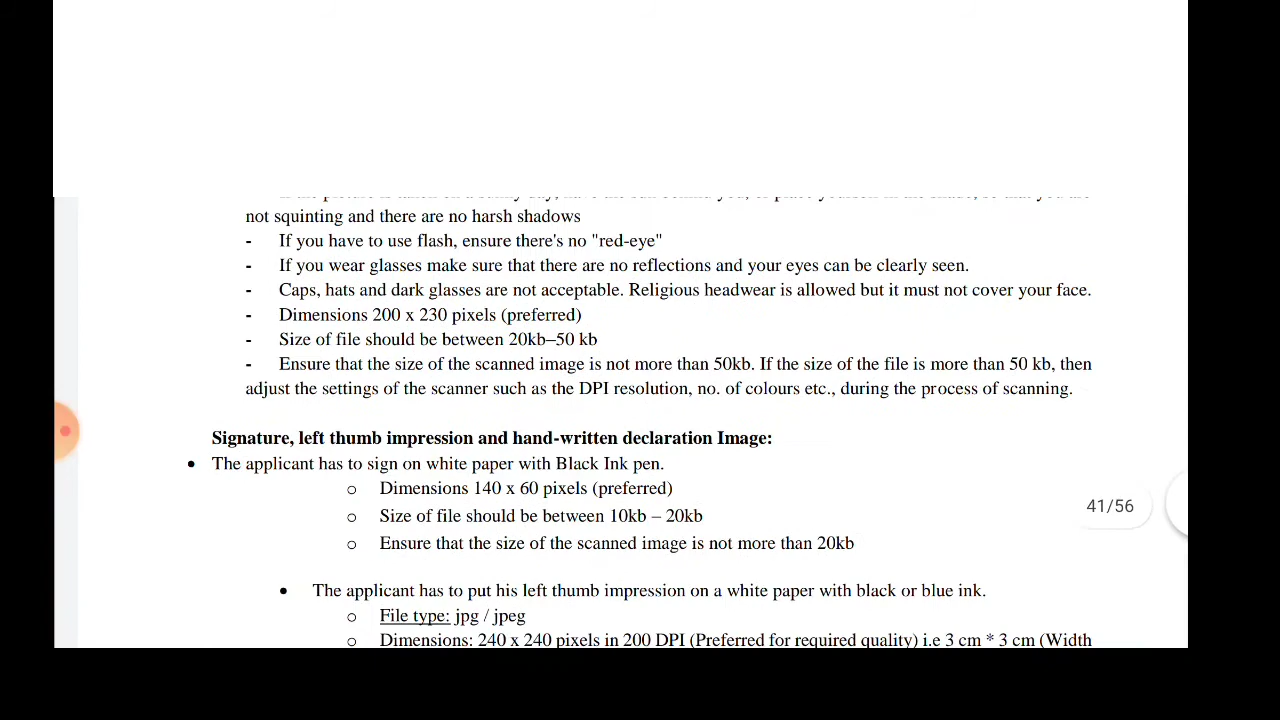 not squinting and there are no harsh shadows
- If you have to use flash, ensure there's no "red-eye"
- If you wear glasses make sure that there are no reflections and your eyes can be clearly seen.
- Caps, hats and dark glasses are not acceptable. Religious headwear is allowed but it must not cover your face.
- Dimensions 200 x 230 pixels (preferred)
- Size of file should be between 20kb–50 kb
- Ensure that the size of the scanned image is not more than 50kb. If the size of the file is more than 50 kb, then
adjust the settings of the scanner such as the DPI resolution, no. of colours etc., during the process of scanning.
Signature, left thumb impression and hand-written declaration Image:
• The applicant has to sign on white paper with Black Ink pen.
o Dimensions 140 x 60 pixels (preferred)
o Size of file should be between 10kb – 20kb
41/56
o Ensure that the size of the scanned image is not more than 20kb
• The applicant has to put his left thumb impression on a white paper with black or blue ink.
o File type: jpg / jpeg
o Dimensions: 240 x 240 pixels in 200 DPI (Preferred for required quality) i.e 3 cm * 3 cm (Width